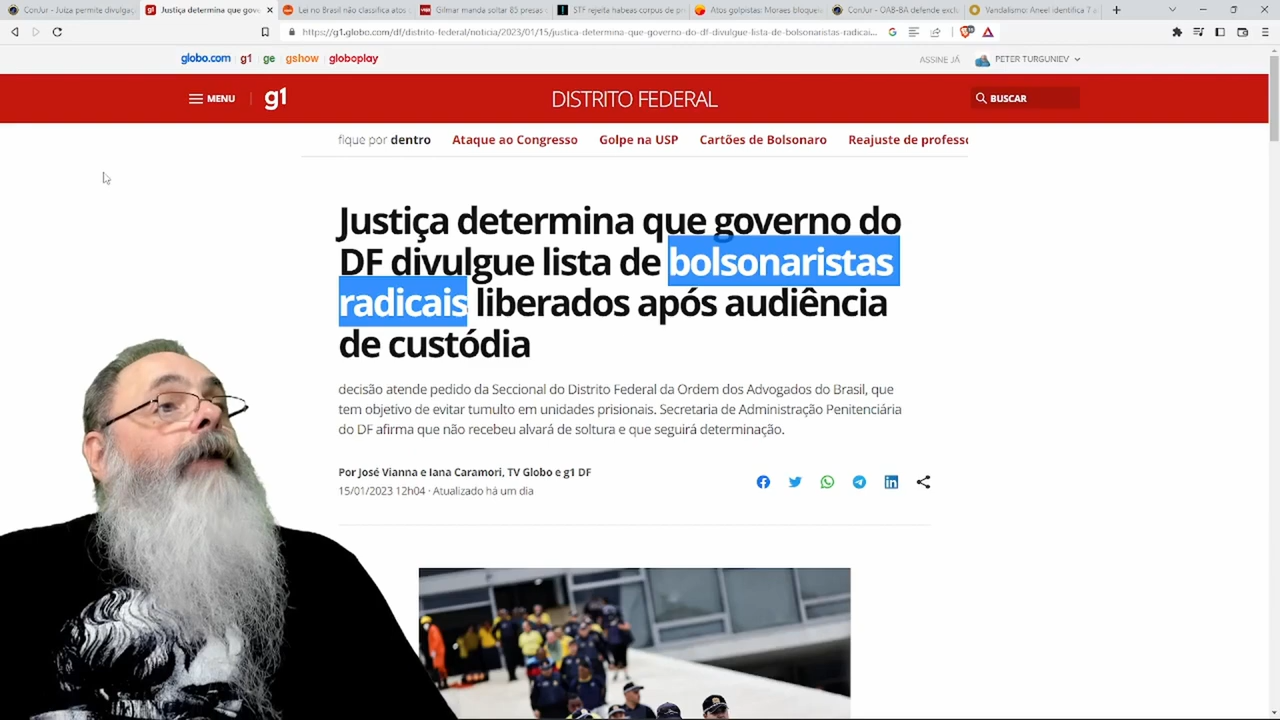 ConJur - Juíza permite divulgaç
Justiça determina que gove
Lei no Brasil não classifica atos
Gilmar manda soltar 85 presas
STF rejeita habeas corpus de pr
Atos golpistas: Moraes bloquei
ConJur - OAB-BA defende exclu
Vandalismo: Aneel identifica 7 a
https://g1.globo.com/df/distrito-federal/noticia/2023/01/15/justica-determina-que-governo-do-df-divulgue-lista-de-bolsonaristas-radicai...
globo.com g1 ge gshow globoplay
ASSINE JÁ
PETER TURGUNIEV
MENU
g1
DISTRITO FEDERAL
BUSCAR
fique por dentro Ataque ao Congresso Golpe na USP Cartões de Bolsonaro Reajuste de professo
Justiça determina que governo do
DF divulgue lista de bolsonaristas
radicais liberados após audiência
de custódia
decisão atende pedido da Seccional do Distrito Federal da Ordem dos Advogados do Brasil, que
tem objetivo de evitar tumulto em unidades prisionais. Secretaria de Administração Penitenciária
do DF afirma que não recebeu alvará de soltura e que seguirá determinação.
Por José Vianna e Iana Caramori, TV Globo e g1 DF
15/01/2023 12h04 · Atualizado há um dia